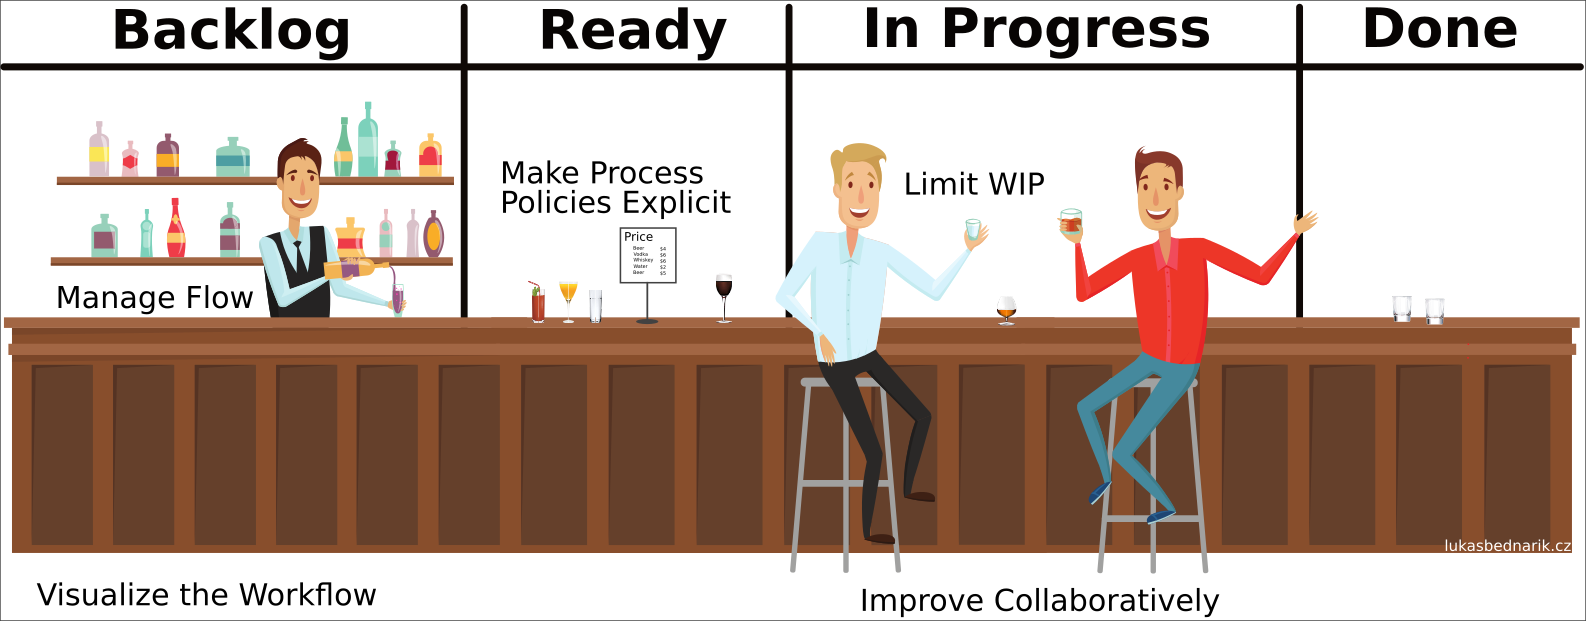 Backlog
Ready
In Progress
Done
Make Process
Policies Explicit
Limit WIP
Price
Beer $4
Vodka $6
Whiskey $6
Water $2
Beer $5
Manage Flow
lukasbednarik.cz
Visualize the Workflow
Improve Collaboratively